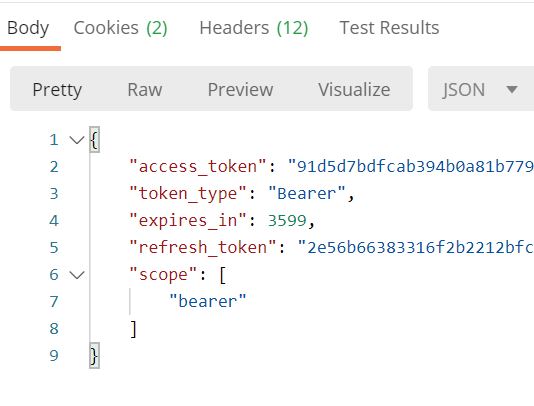 Body Cookies (2) Headers (12) Test Results
Pretty Raw Preview Visualize JSON
1 {
2 "access_token": "91d5d7bdfcab394b0a81b779
3 "token_type": "Bearer",
4 "expires_in": 3599,
5 "refresh_token": "2e56b66383316f2b2212bfc
6 "scope": [
7 "bearer"
8 ]
9 }